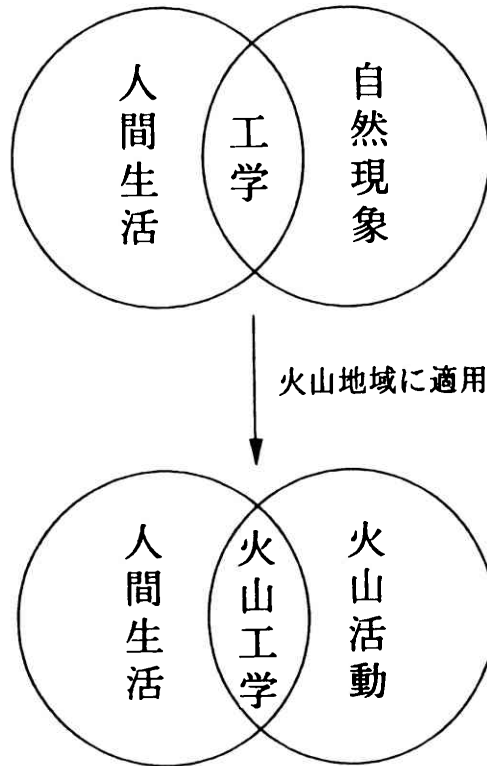 人間生活
工学
自然現象
火山地域に適用
人間生活
火山工学
火山活動